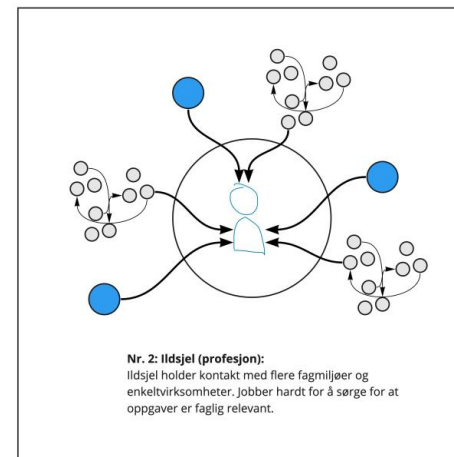 Nr. 2: Ildsjel (profesjon):
Ildsjel holder kontakt med flere fagmiljøer og
enkeltvirksomheter. Jobber hardt for å sørge for at
oppgaver er faglig relevant.